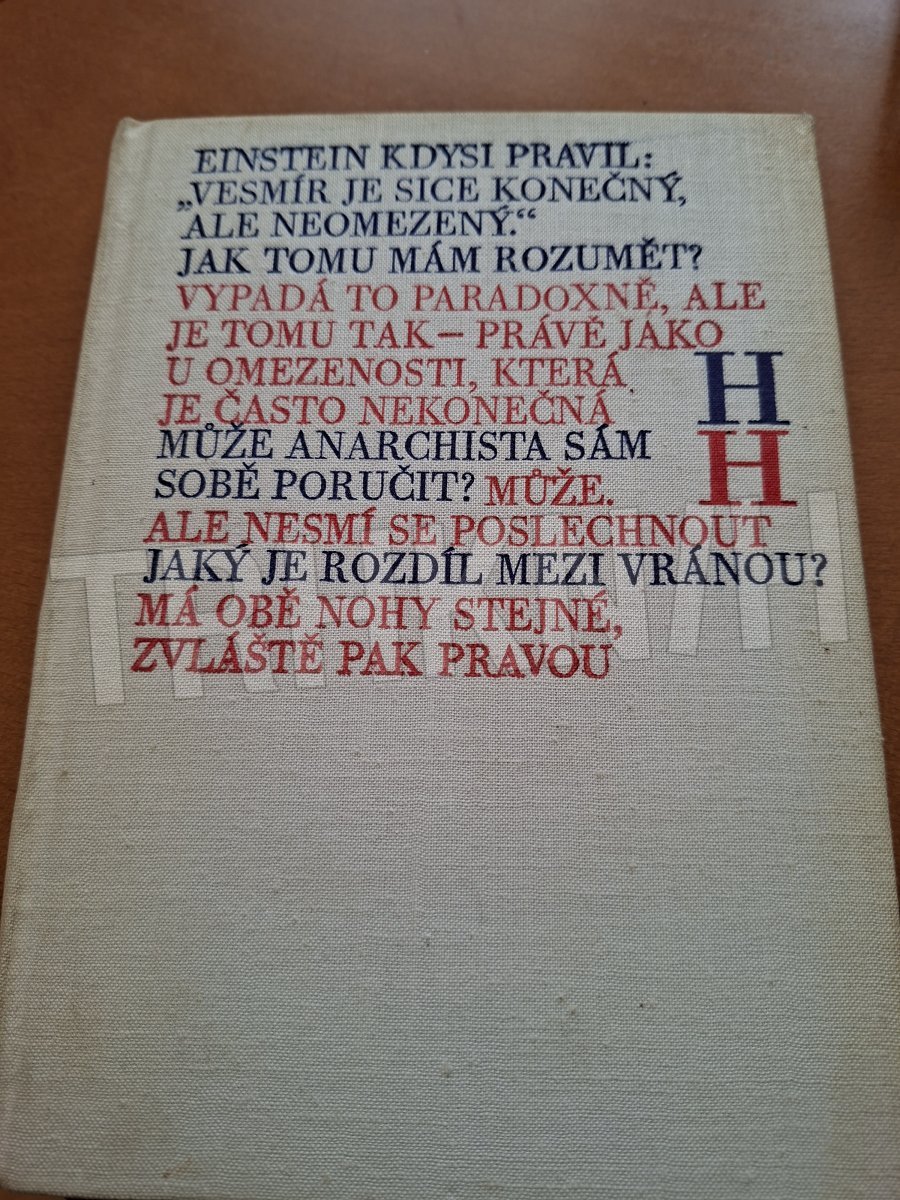 EINSTEIN KDYSI PRAVIL:
„VESMÍR JE SICE KONEČNÝ,
ALE NEOMEZENÝ.“
JAK TOMU MÁM ROZUMĚT?
VYPADÁ TO PARADOXNĚ, ALE
JE TOMU TAK – PRÁVĚ JAKO
U OMEZENOSTI, KTERÁ
JE ČASTO NEKONEČNÁ
MŮŽE ANARCHISTA SÁM
SOBĚ PORUČIT? MŮŽE.
ALE NESMÍ SE POSLECHNOUT
JAKÝ JE ROZDÍL MEZI VRÁNOU?
MÁ OBĚ NOHY STEJNÉ,
ZVLÁŠTĚ PAK PRAVOU
H
H